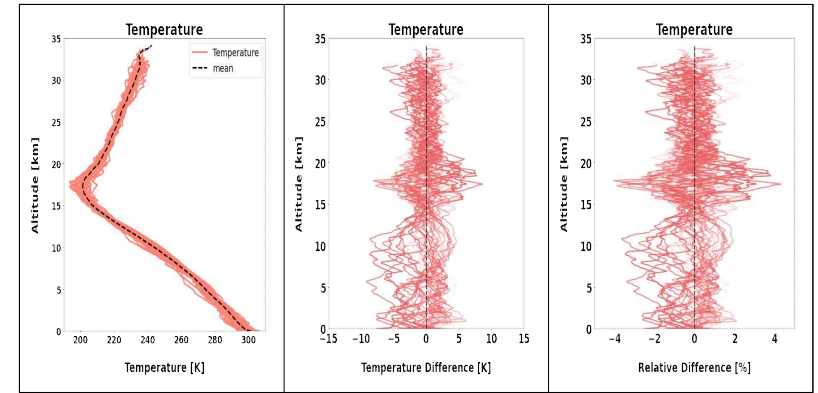 Temperature
35
30
25
20
15
10
5
0
Temperature
mean
200 220 240 260 280 300
Altitude [km]
Temperature [K]
Temperature
35
30
25
20
15
10
5
0
−15 −10 −5 0 5 10 15
Altitude [km]
Temperature Difference [K]
Temperature
35
30
25
20
15
10
5
0
−4 −2 0 2 4
Altitude [km]
Relative Difference [%]